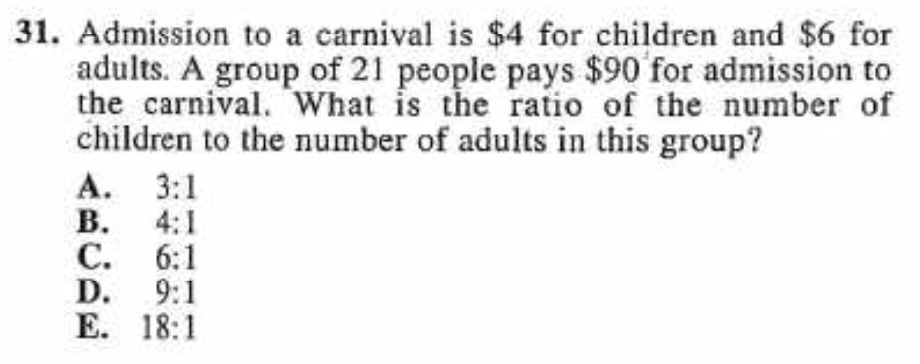 31. Admission to a carnival is $4 for children and $6 for
adults. A group of 21 people pays $90 for admission to
the carnival. What is the ratio of the number of
children to the number of adults in this group?
A. 3:1
B. 4:1
C. 6:1
D. 9:1
E. 18:1